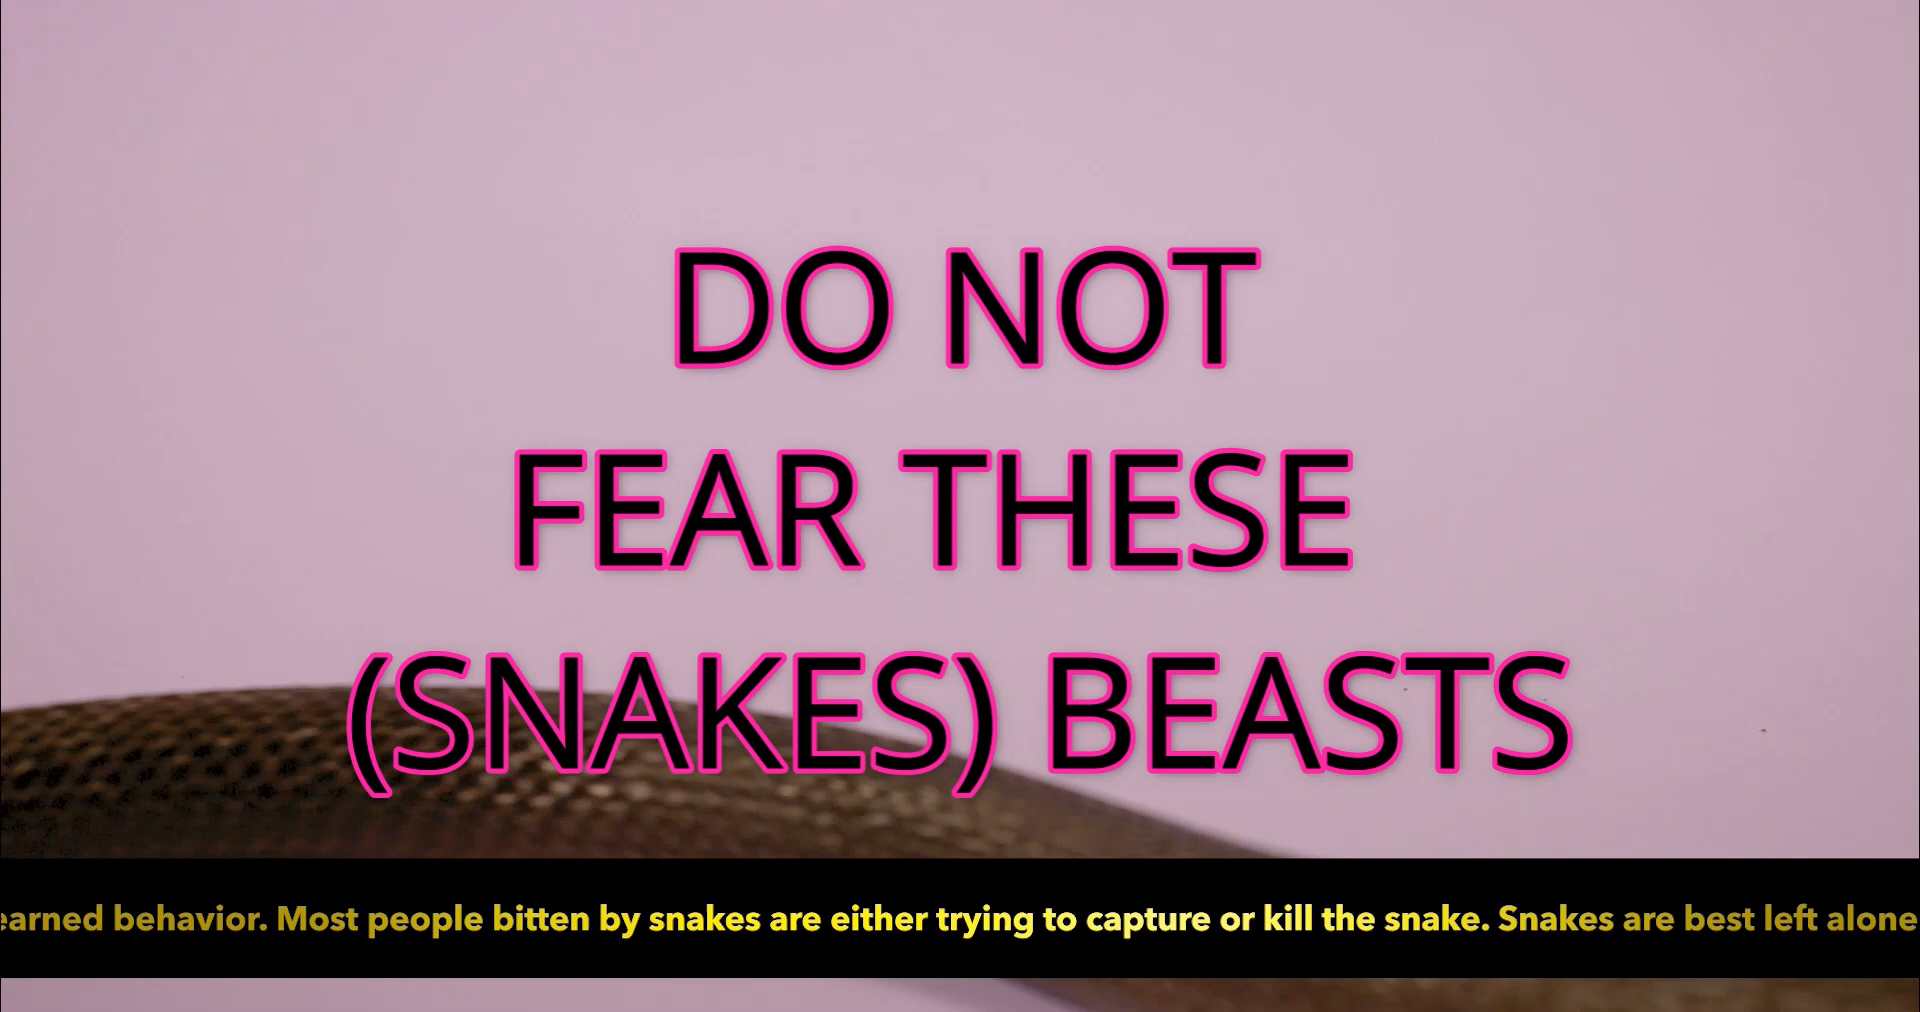 DO NOT
FEAR THESE
(SNAKES) BEASTS
earned behavior. Most people bitten by snakes are either trying to capture or kill the snake. Snakes are best left alone